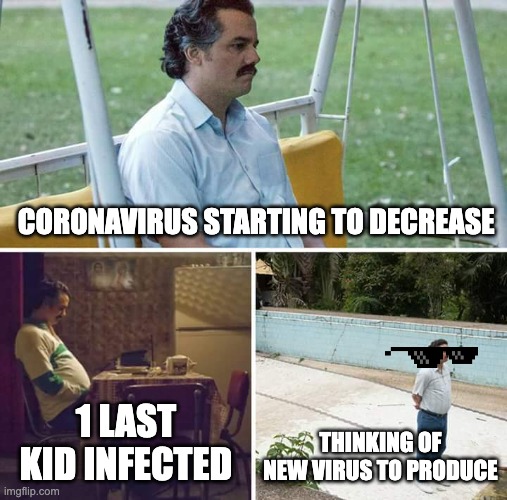 CORONAVIRUS STARTING TO DECREASE
1 LAST
KID INFECTED
THINKING OF
NEW VIRUS TO PRODUCE
imgflip.com